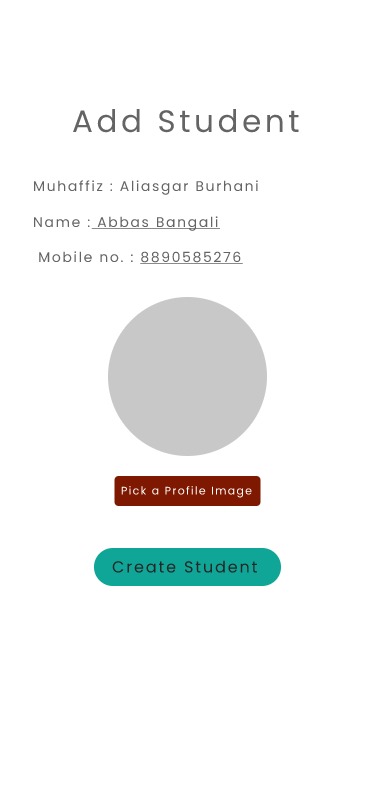 Add Student
Muhaffiz : Aliasgar Burhani
Name : Abbas Bangali
Mobile no. : 8890585276
Pick a Profile Image
Create Student